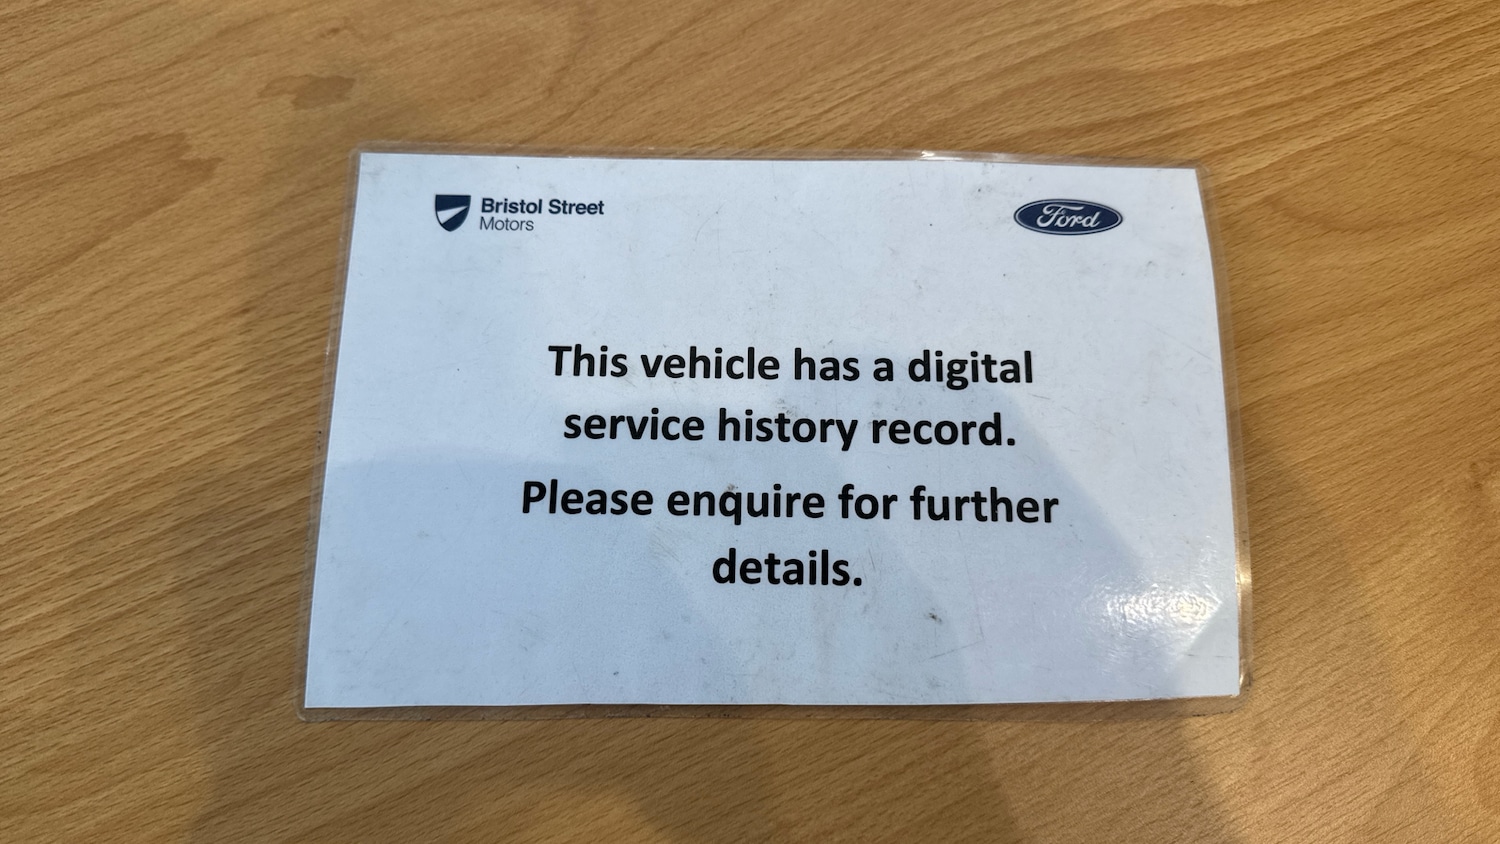 Bristol Street
Motors
Ford
This vehicle has a digital
service history record.
Please enquire for further
details.